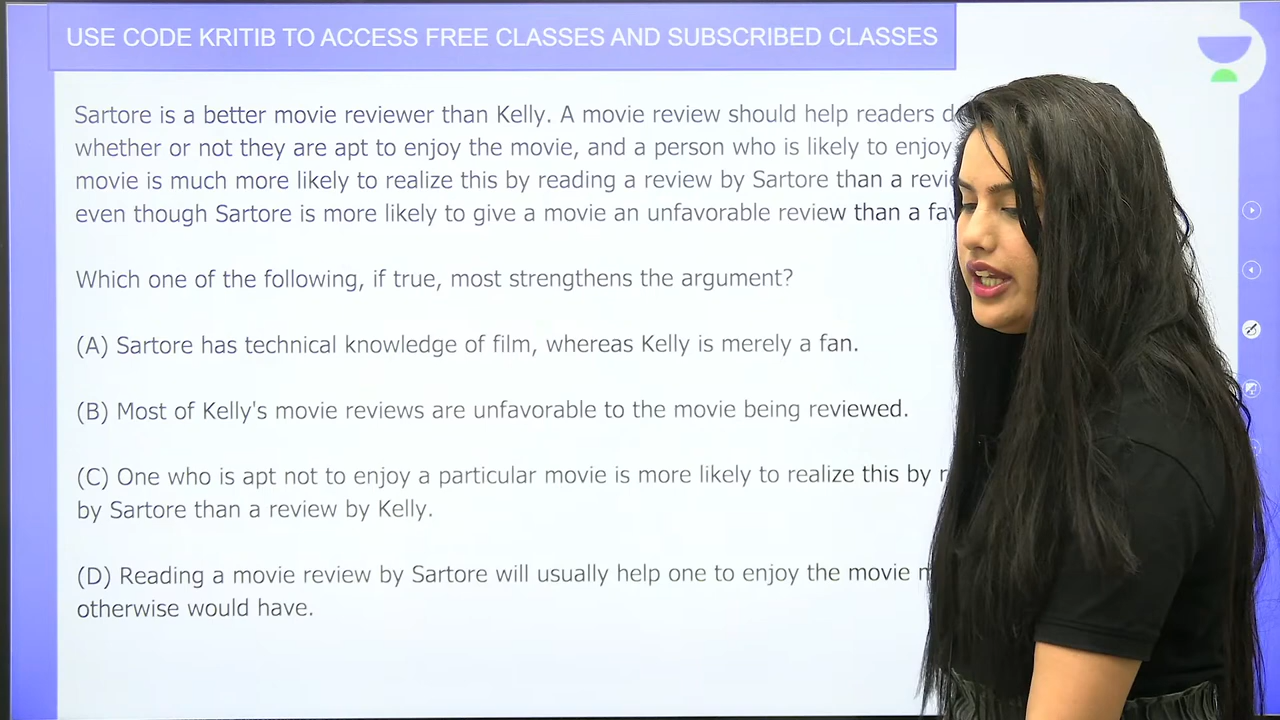 USE CODE KRITIB TO ACCESS FREE CLASSES AND SUBSCRIBED CLASSES
Sartore is a better movie reviewer than Kelly. A movie review should help readers
whether or not they are apt to enjoy the movie, and a person who is likely to enjoy
movie is much more likely to realize this by reading a review by Sartore than a
even though Sartore is more likely to give a movie an unfavorable review than a
Which one of the following, if true, most strengthens the argument?
(A) Sartore has technical knowledge of film, whereas Kelly is merely a fan.
(B) Most of Kelly's movie reviews are unfavorable to the movie being reviewed.
(C) One who is apt not to enjoy a particular movie is more likely to realize this by
by Sartore than a review by Kelly.
(D) Reading a movie review by Sartore will usually help one to enjoy the movie
otherwise would have.